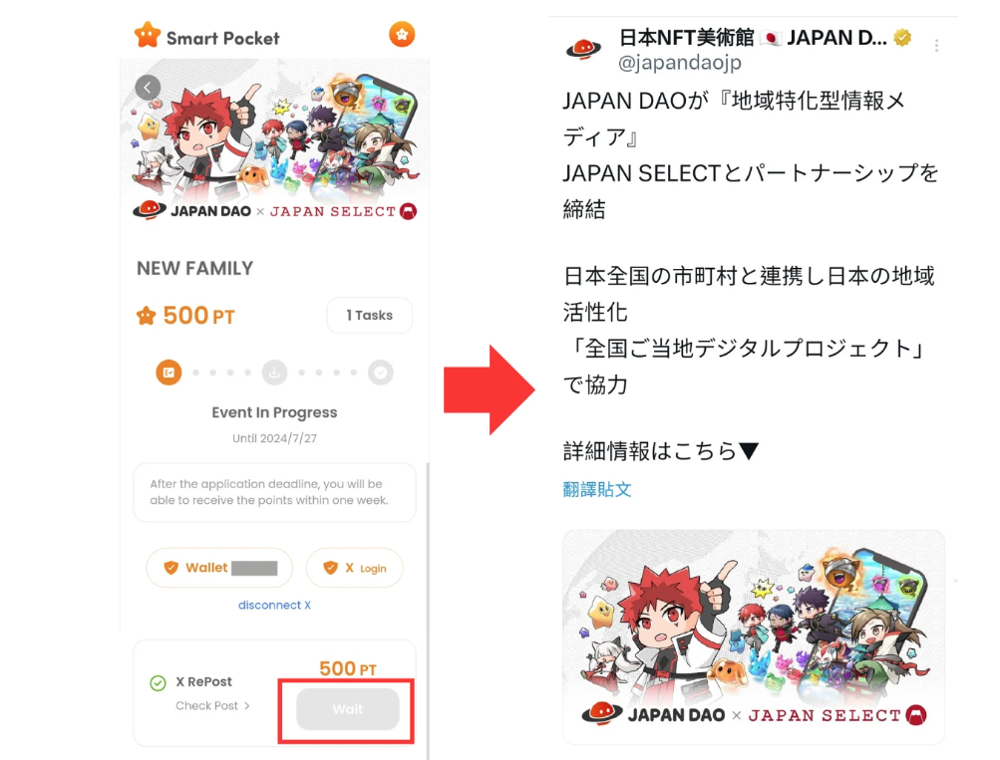 Smart Pocket
JAPAN DAO × JAPAN SELECT
NEW FAMILY
500 PT
1 Tasks
Event In Progress
Until 2024/7/27
After the application deadline, you will be
able to receive the points within one week.
Wallet
X Login
disconnect X
500 PT
X RePost
Check Post >
Wait
日本NFT美術館🇯🇵 JAPAN D...
@japandaojp
JAPAN DAOが『地域特化型情報メ
ディア』
JAPAN SELECTとパートナーシップを
締結
日本全国の市町村と連携し日本の地域
活性化
「全国ご当地デジタルプロジェクト」
で協力
詳細情報はこちら▼
翻譯貼文
JAPAN DAO × JAPAN SELECT